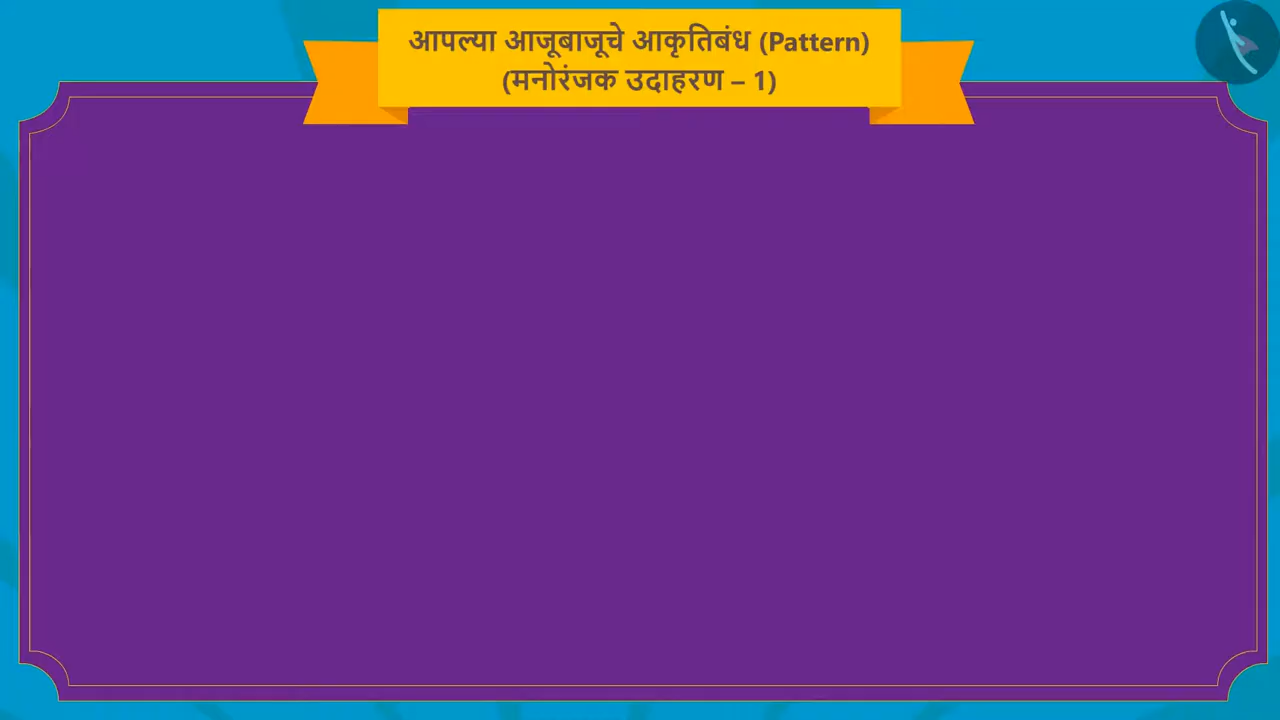 आपल्या आजूबाजूचे आकृतिबंध (Pattern)
(मनोरंजक उदाहरण – 1)